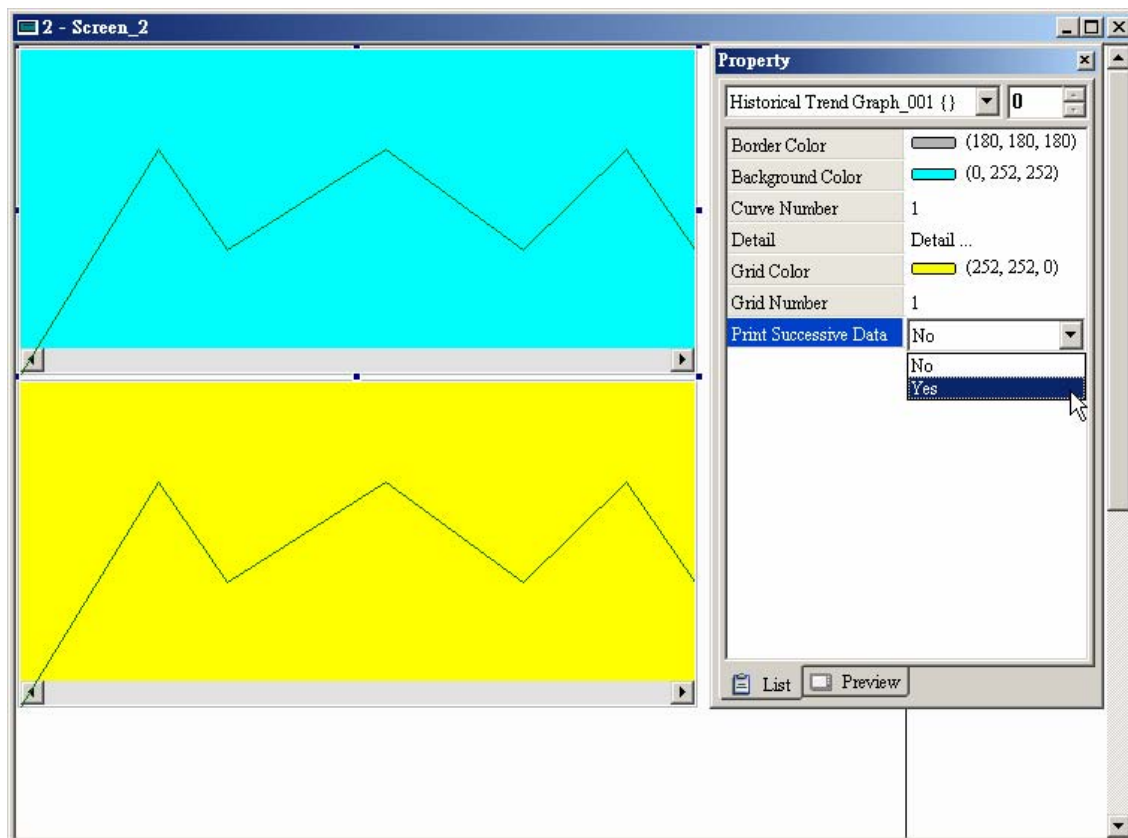 2 - Screen_2
Property
Historical Trend Graph_001 {} 0
Border Color (180, 180, 180)
Background Color (0, 252, 252)
Curve Number 1
Detail Detail ...
Grid Color (252, 252, 0)
Grid Number 1
Print Successive Data No
No
Yes
List Preview